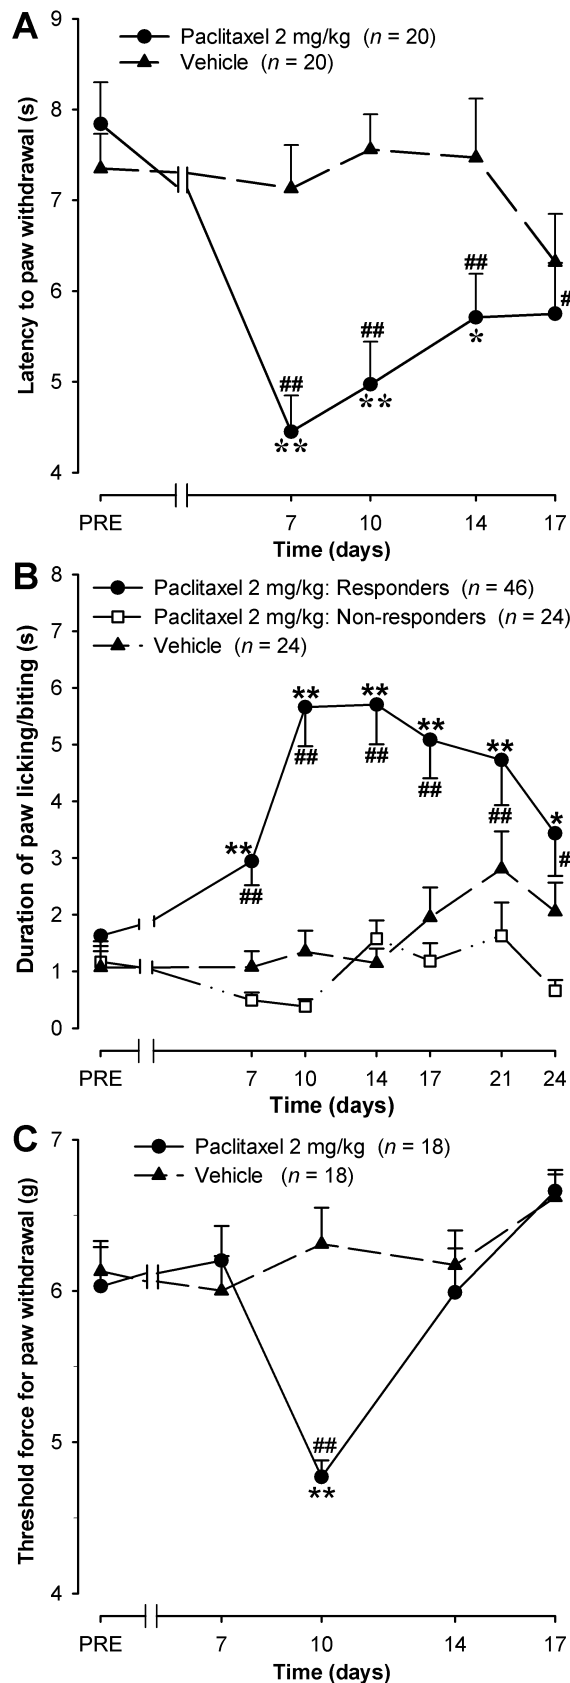 A
9
Paclitaxel 2 mg/kg (n = 20)
Vehicle (n = 20)
8
7
6
5
4
Latency to paw withdrawal (s)
##
##
##
#
**
**
*
PRE 7 10 14 17
Time (days)
B
8
Paclitaxel 2 mg/kg: Responders (n = 46)
Paclitaxel 2 mg/kg: Non-responders (n = 24)
Vehicle (n = 24)
7
6
5
4
3
2
1
0
Duration of paw licking/biting (s)
** ** ** ** ** *
## ## ## ## ## #
PRE 7 10 14 17 21 24
Time (days)
C
7
Paclitaxel 2 mg/kg (n = 18)
Vehicle (n = 18)
6
5
4
Threshold force for paw withdrawal (g)
##
**
PRE 7 10 14 17
Time (days)